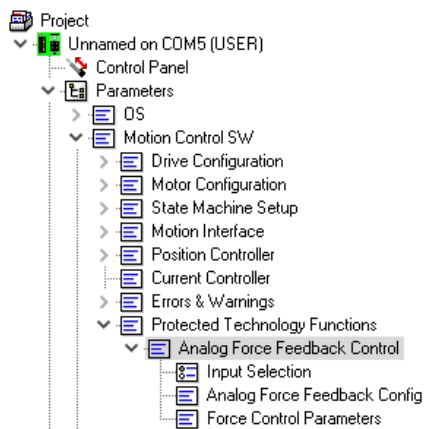 Project
Unnamed on COM5 (USER)
Control Panel
Parameters
OS
Motion Control SW
Drive Configuration
Motor Configuration
State Machine Setup
Motion Interface
Position Controller
Current Controller
Errors & Warnings
Protected Technology Functions
Analog Force Feedback Control
Input Selection
Analog Force Feedback Config
Force Control Parameters